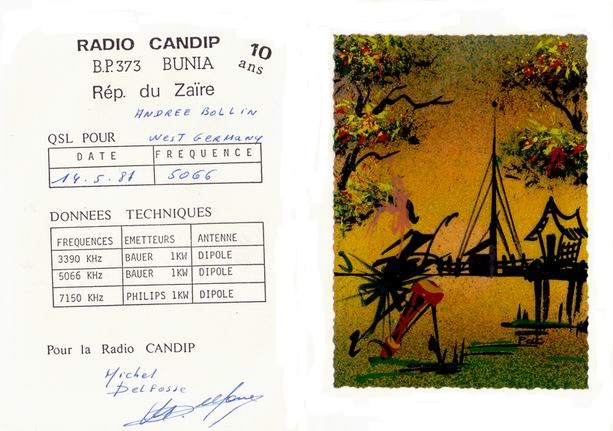 RADIO CANDIP
10 ans
B.P.373 BUNIA
Rép. du Zaïre
ANDREE BOLLIN
QSL POUR WEST GERMANY
DATE FREQUENCE
14.5.87 5066
DONNEES TECHNIQUES
FREQUENCES EMETTEURS ANTENNE
3390 KHz BAUER 1KW DIPOLE
5066 KHz BAUER 1KW DIPOLE
7150 KHz PHILIPS 1KW DIPOLE
Pour la Radio CANDIP
Michel
Delfosse